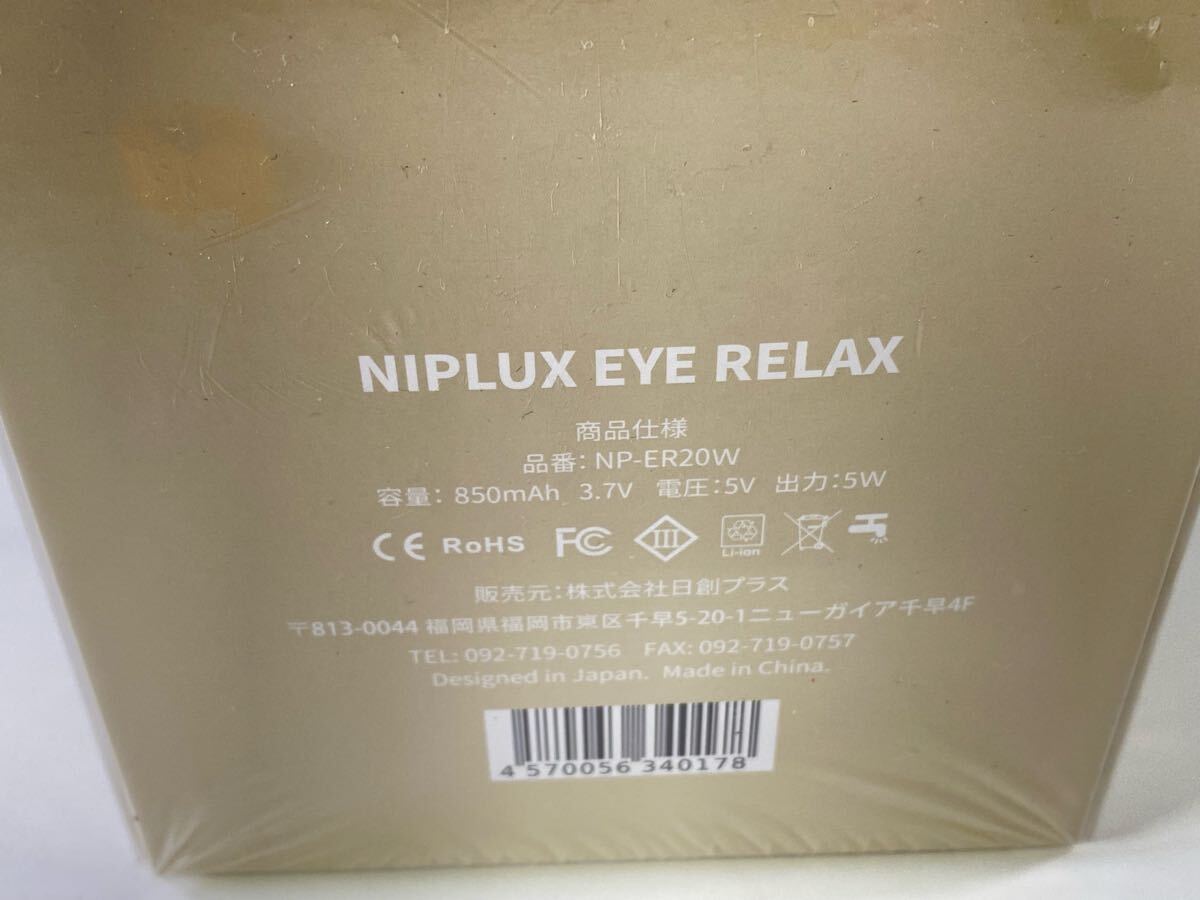 NIPLUX EYE RELAX
商品仕様
品番: NP-ER20W
容量: 850mAh 3.7V 電圧:5V 出力:5W
CE RoHS FC III Li-ion
販売元:株式会社日創プラス
〒813-0044 福岡県福岡市東区千早5-20-1ニューガイア千早4F
TEL: 092-719-0756 FAX: 092-719-0757
Designed in Japan. Made in China.
4 570056 340178